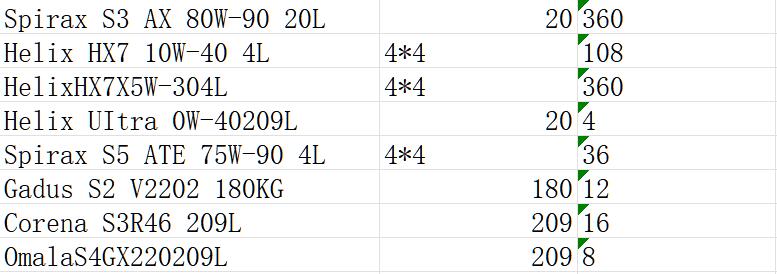 Spirax S3 AX 80W-90 20L 20 360
Helix HX7 10W-40 4L 4*4 108
HelixHX7X5W-304L 4*4 360
Helix UItra 0W-40209L 20 4
Spirax S5 ATE 75W-90 4L 4*4 36
Gadus S2 V2202 180KG 180 12
Corena S3R46 209L 209 16
OmalaS4GX220209L 209 8